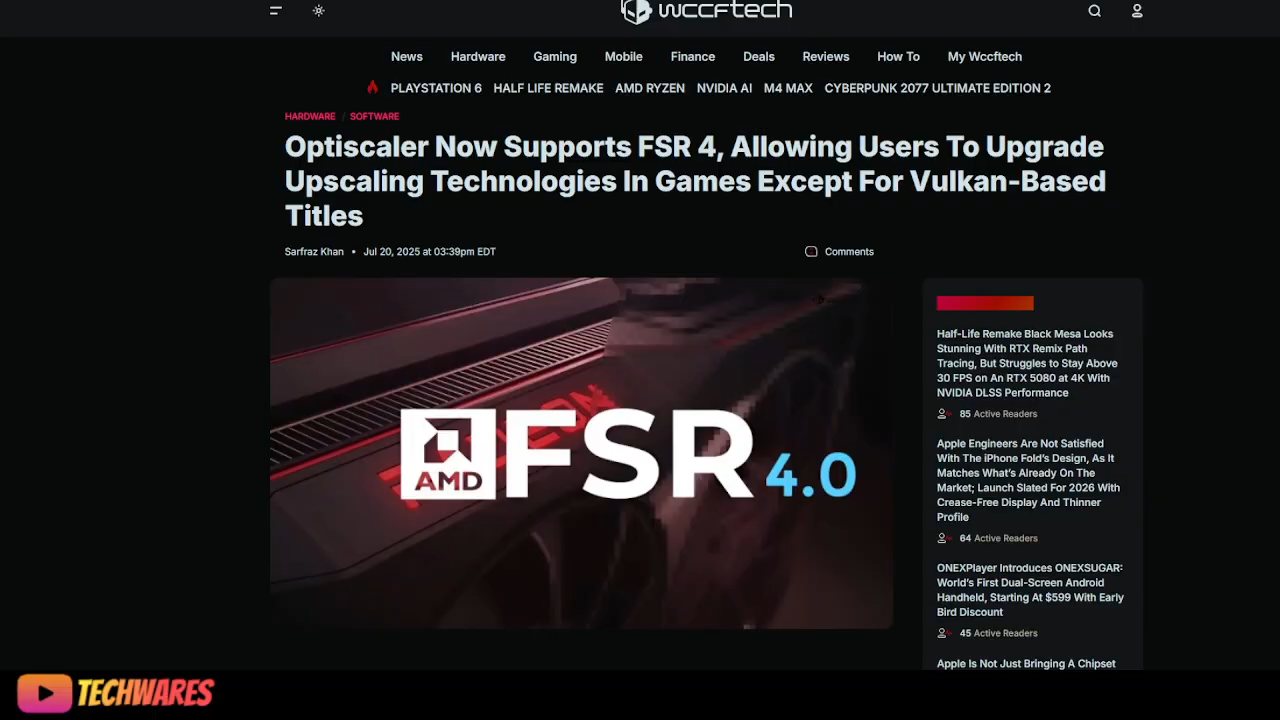 wccftech
News Hardware Gaming Mobile Finance Deals Reviews How To My Wccftech
PLAYSTATION 6 HALF LIFE REMAKE AMD RYZEN NVIDIA AI M4 MAX CYBERPUNK 2077 ULTIMATE EDITION 2
HARDWARE / SOFTWARE
Optiscaler Now Supports FSR 4, Allowing Users To Upgrade
Upscaling Technologies In Games Except For Vulkan-Based
Titles
Sarfraz Khan • Jul 20, 2025 at 03:39pm EDT
Comments
AMD
FSR 4.0
Half-Life Remake Black Mesa Looks
Stunning With RTX Remix Path
Tracing, But Struggles to Stay Above
30 FPS on An RTX 5080 at 4K With
NVIDIA DLSS Performance
85 Active Readers
Apple Engineers Are Not Satisfied
With The iPhone Fold's Design, As It
Matches What's Already On The
Market; Launch Slated For 2026 With
Crease-Free Display And Thinner
Profile
64 Active Readers
ONEXPlayer Introduces ONEXSUGAR:
World's First Dual-Screen Android
Handheld, Starting At $599 With Early
Bird Discount
45 Active Readers
Apple Is Not Just Bringing A Chipset
TECHWARES